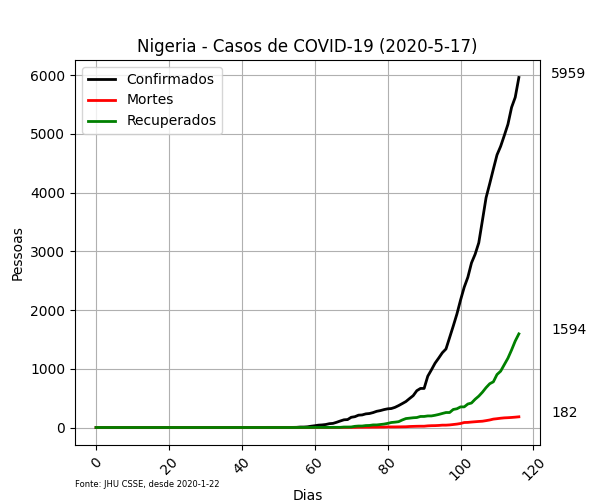 Nigeria - Casos de COVID-19 (2020-5-17)
Confirmados
Mortes
Recuperados
6000
5000
4000
3000
2000
1000
0
Pessoas
5959
1594
182
0
20
40
60
80
100
120
Dias
Fonte: JHU CSSE, desde 2020-1-22